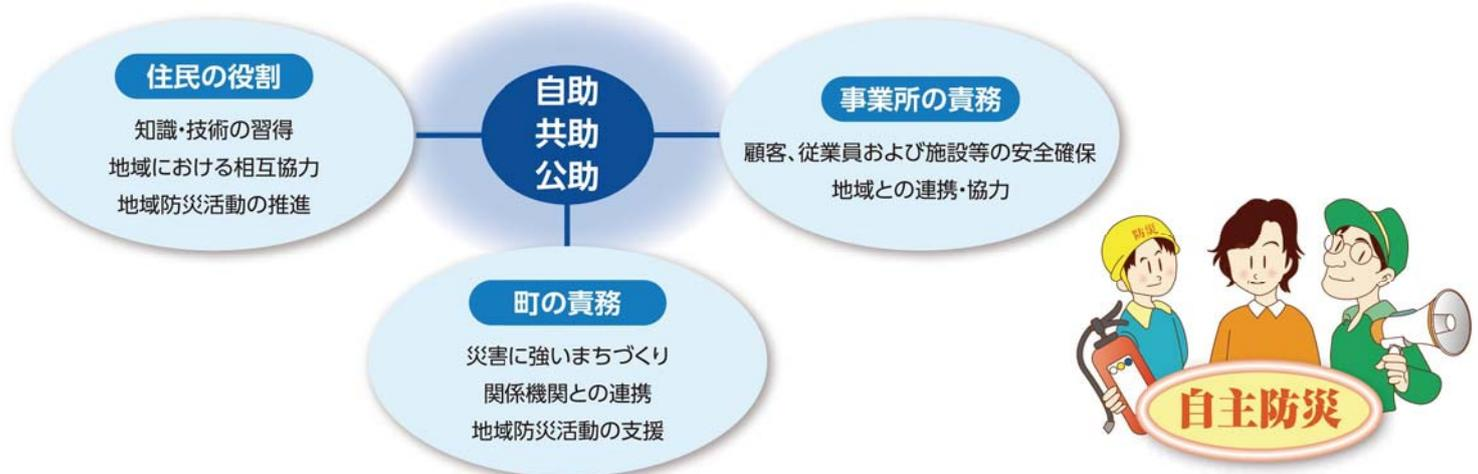 住民の役割
知識・技術の習得
地域における相互協力
地域防災活動の推進
自助
共助
公助
事業所の責務
顧客、従業員および施設等の安全確保
地域との連携・協力
町の責務
災害に強いまちづくり
関係機関との連携
地域防災活動の支援
防災
自主防災